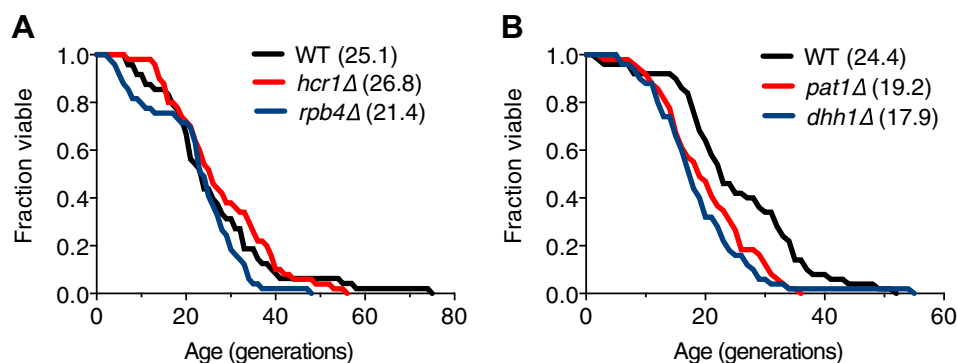 A
B
WT (25.1)
hcr1Δ (26.8)
rpb4Δ (21.4)
WT (24.4)
pat1Δ (19.2)
dhh1Δ (17.9)
Fraction viable
1.0
0.8
0.6
0.4
0.2
0.0
0 20 40 60 80
Age (generations)
Fraction viable
1.0
0.8
0.6
0.4
0.2
0.0
0 20 40 60
Age (generations)